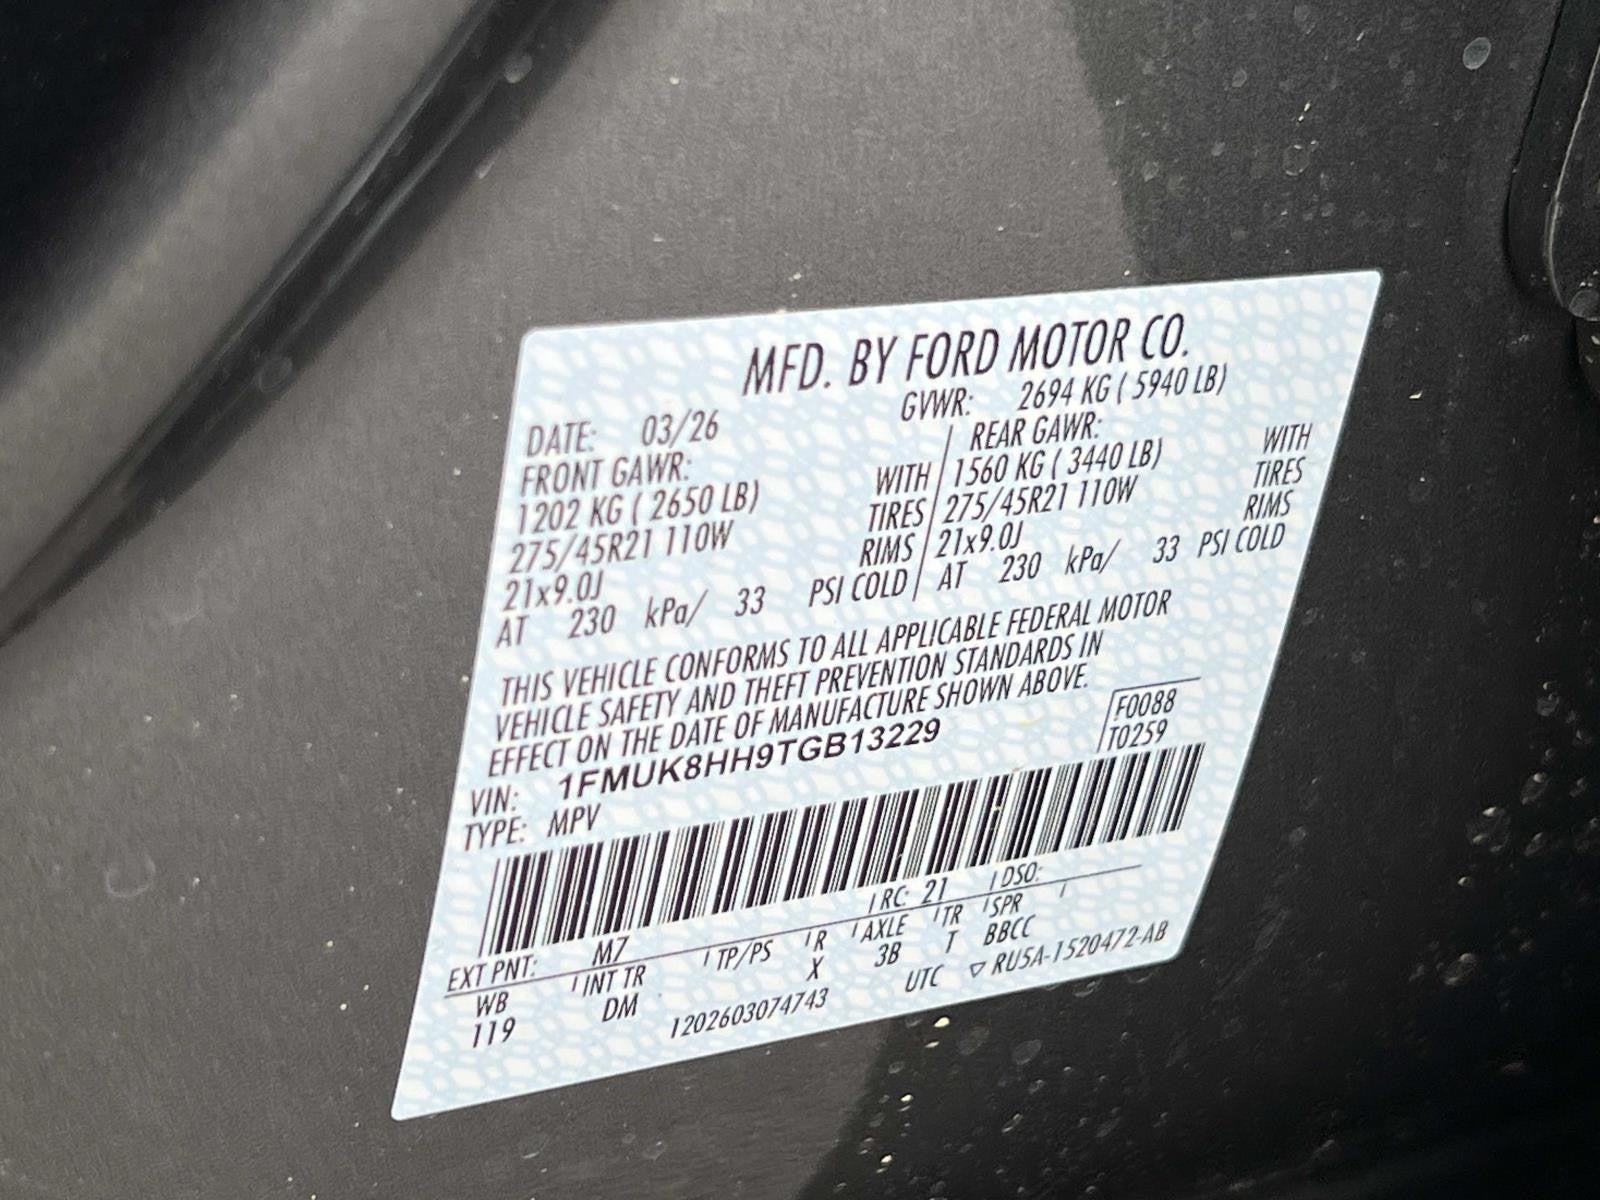 MFD. BY FORD MOTOR CO.
DATE: 03/26 GVWR: 2694 KG ( 5940 LB)
FRONT GAWR: REAR GAWR:
1202 KG ( 2650 LB) WITH 1560 KG ( 3440 LB) WITH
275/45R21 110W TIRES 275/45R21 110W TIRES
21x9.0J RIMS 21x9.0J RIMS
AT 230 kPa/ 33 PSI COLD AT 230 kPa/ 33 PSI COLD
THIS VEHICLE CONFORMS TO ALL APPLICABLE FEDERAL MOTOR
VEHICLE SAFETY AND THEFT PREVENTION STANDARDS IN
EFFECT ON THE DATE OF MANUFACTURE SHOWN ABOVE.
VIN: 1FMUK8HH9TGB13229 F0088
TYPE: MPV T0259
EXT PNT: M7 RC: 21 DSO:
WB INT TR TP/PS R AXLE TR SPR
119 DM X 3B T BBCC
1202603074743 UTC ▽ RU5A-1520472-AB